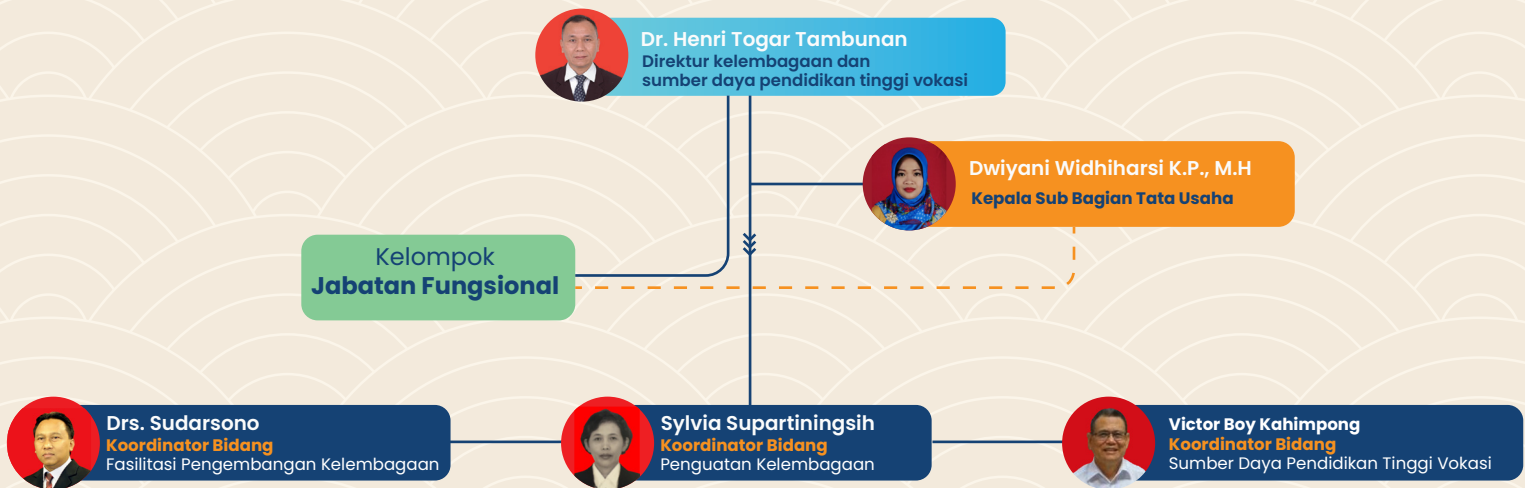 Dr. Henri Togar Tambunan
Direktur kelembagaan dan
sumber daya pendidikan tinggi vokasi
Dwiyani Widhiharsi K.P., M.H
Kepala Sub Bagian Tata Usaha
Kelompok
Jabatan Fungsional
Drs. Sudarsono
Koordinator Bidang
Fasilitasi Pengembangan Kelembagaan
Sylvia Supartiningsih
Koordinator Bidang
Penguatan Kelembagaan
Victor Boy Kahimpong
Koordinator Bidang
Sumber Daya Pendidikan Tinggi Vokasi